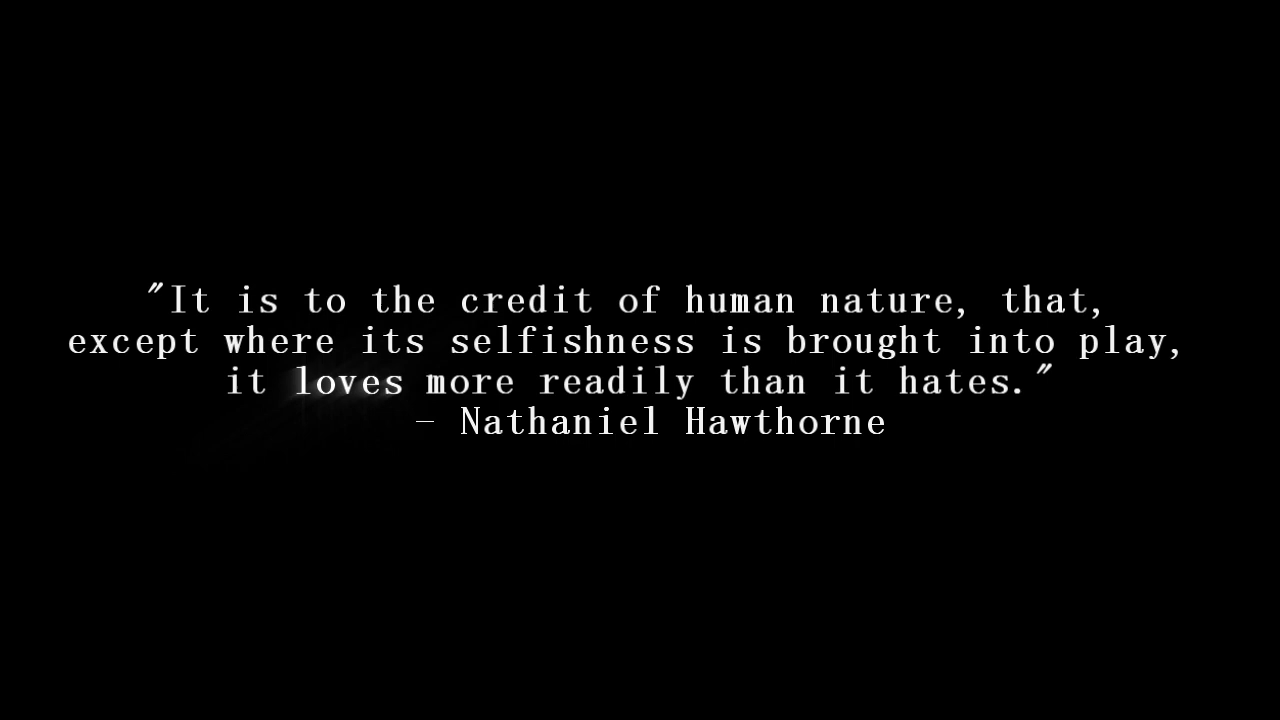 "It is to the credit of human nature, that,
except where its selfishness is brought into play,
it loves more readily than it hates."
- Nathaniel Hawthorne